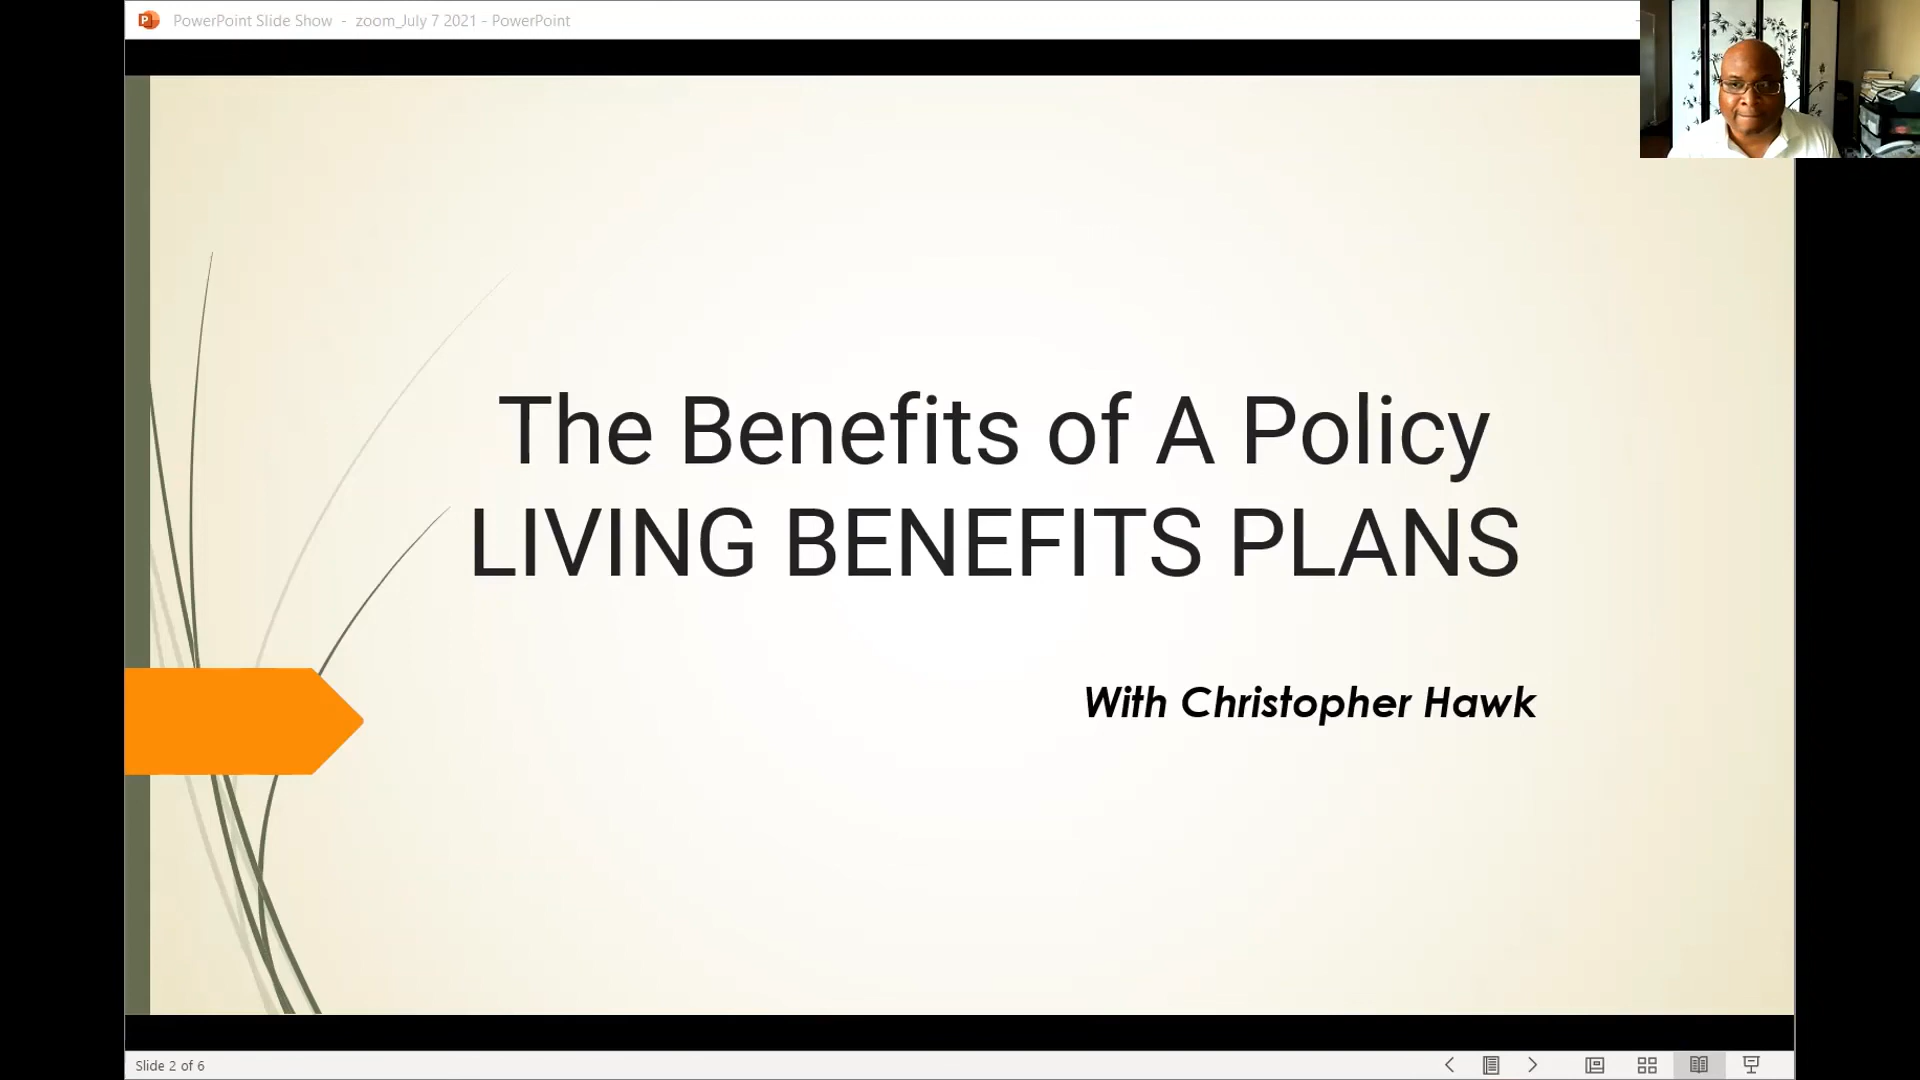 PowerPoint Slide Show - zoom_July 7 2021 - PowerPoint
The Benefits of A Policy
LIVING BENEFITS PLANS
With Christopher Hawk
Slide 2 of 6